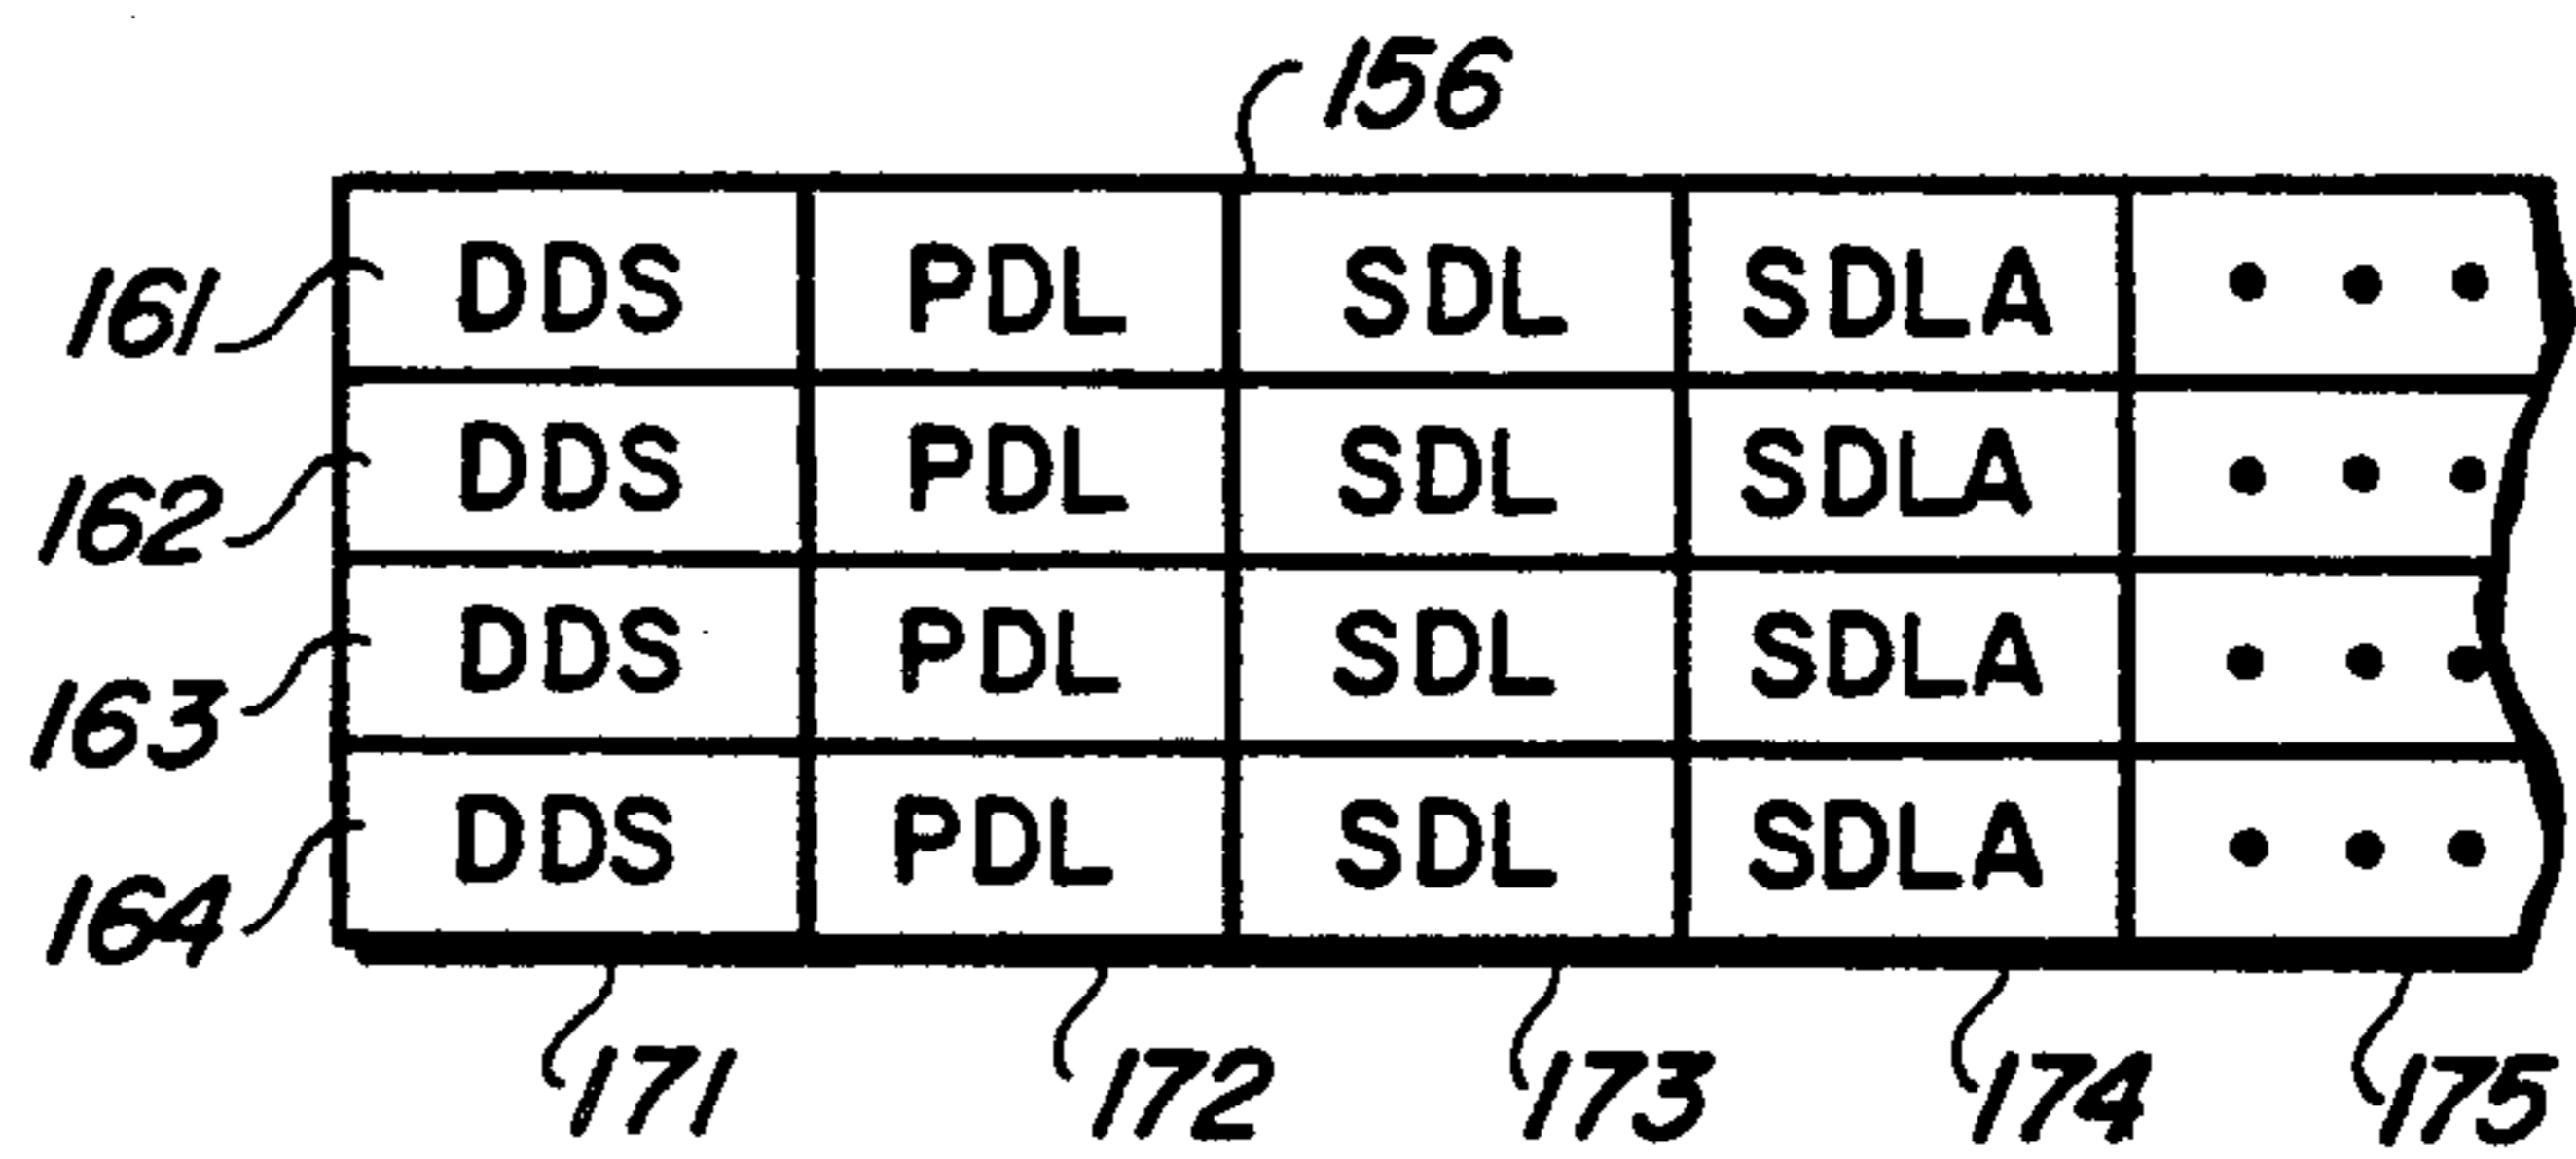 156
161 DDS PDL SDL SDLA • • •
162 DDS PDL SDL SDLA • • •
163 DDS PDL SDL SDLA • • •
164 DDS PDL SDL SDLA • • •
171 172 173 174 175